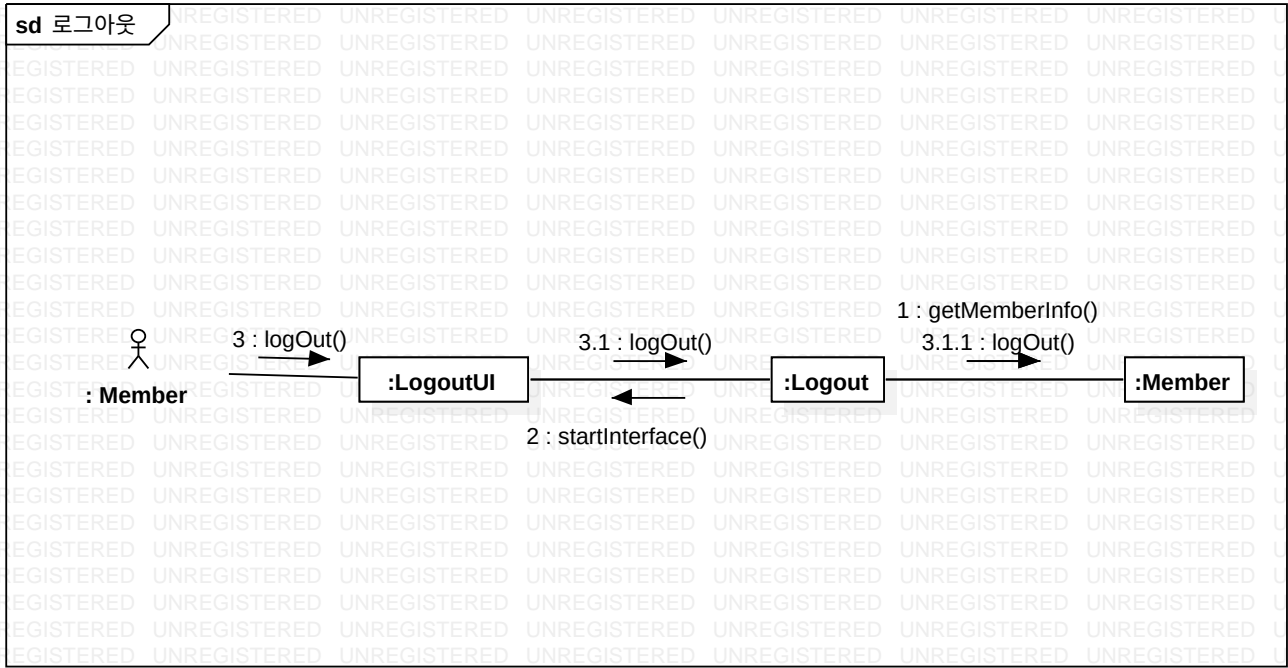 sd 로그아웃
1 : getMemberInfo()
3 : logOut()
3.1 : logOut()
3.1.1 : logOut()
: Member
:LogoutUI
:Logout
:Member
2 : startInterface()
UNREGISTERED